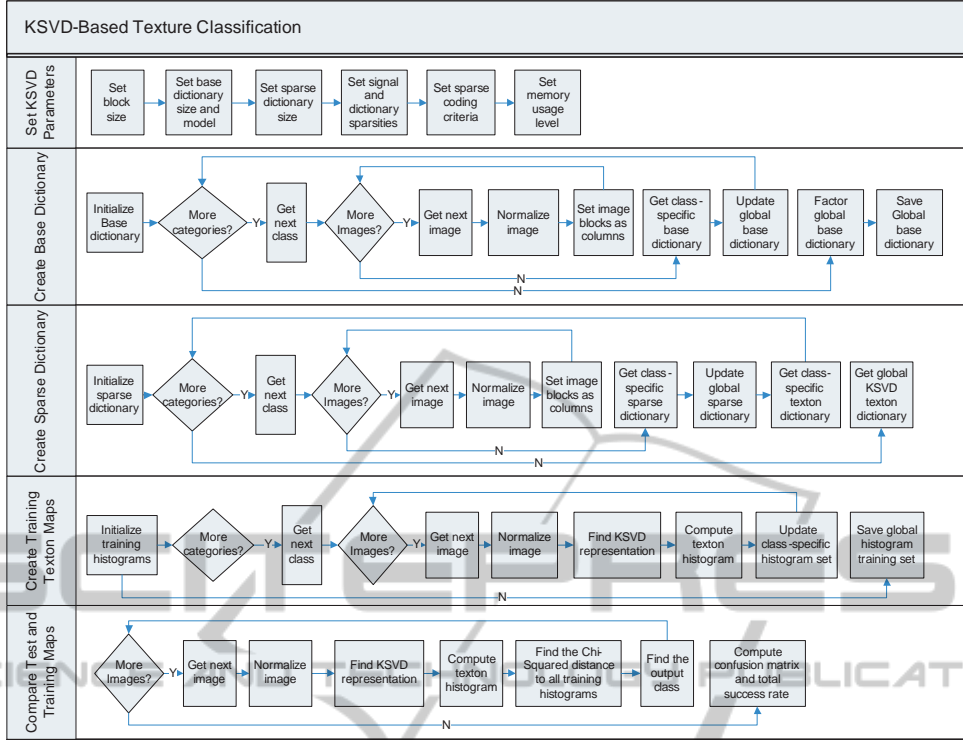 KSVD-Based Texture Classification
Set KSVD
Parameters
Set
block
size
Set base
dictionary
size and
model
Set sparse
dictionary
size
Set signal
and
dictionary
sparsities
Set sparse
coding
criteria
Set
memory
usage
level
Create Base Dictionary
Initialize
Base
dictionary
More
categories?
Y
Get
next
class
More
Images?
Y
Get next
image
Normalize
image
Set image
blocks as
columns
Get class-
specific
base
dictionary
Update
global
base
dictionary
Factor
global
base
dictionary
Save
Global
base
dictionary
N
N
Create Sparse Dictionary
Initialize
sparse
dictionary
More
categories?
Y
Get
next
class
More
Images?
Y
Get next
image
Normalize
image
Set image
blocks as
columns
Get class-
specific
sparse
dictionary
Update
global
sparse
dictionary
Get class-
specific
texton
dictionary
Get global
KSVD
texton
dictionary
N
N
Create Training
Texton Maps
Initialize
training
histograms
More
categories?
Y
Get
next
class
More
Images?
Y
Get next
image
Normalize
image
Find KSVD
representation
Compute
texton
histogram
Update
class-specific
histogram set
Save global
histogram
training set
N
Compare Test and
Training Maps
More
Images?
Y
Get next
image
Normalize
image
Find KSVD
representation
Compute
texton
histogram
Find the Chi-
Squared distance
to all training
histograms
Find the
output
class
Compute
confusion matrix
and total
success rate
N
SCITEPRESS
SCIENCE AND TECHNOLOGY PUBLICAT